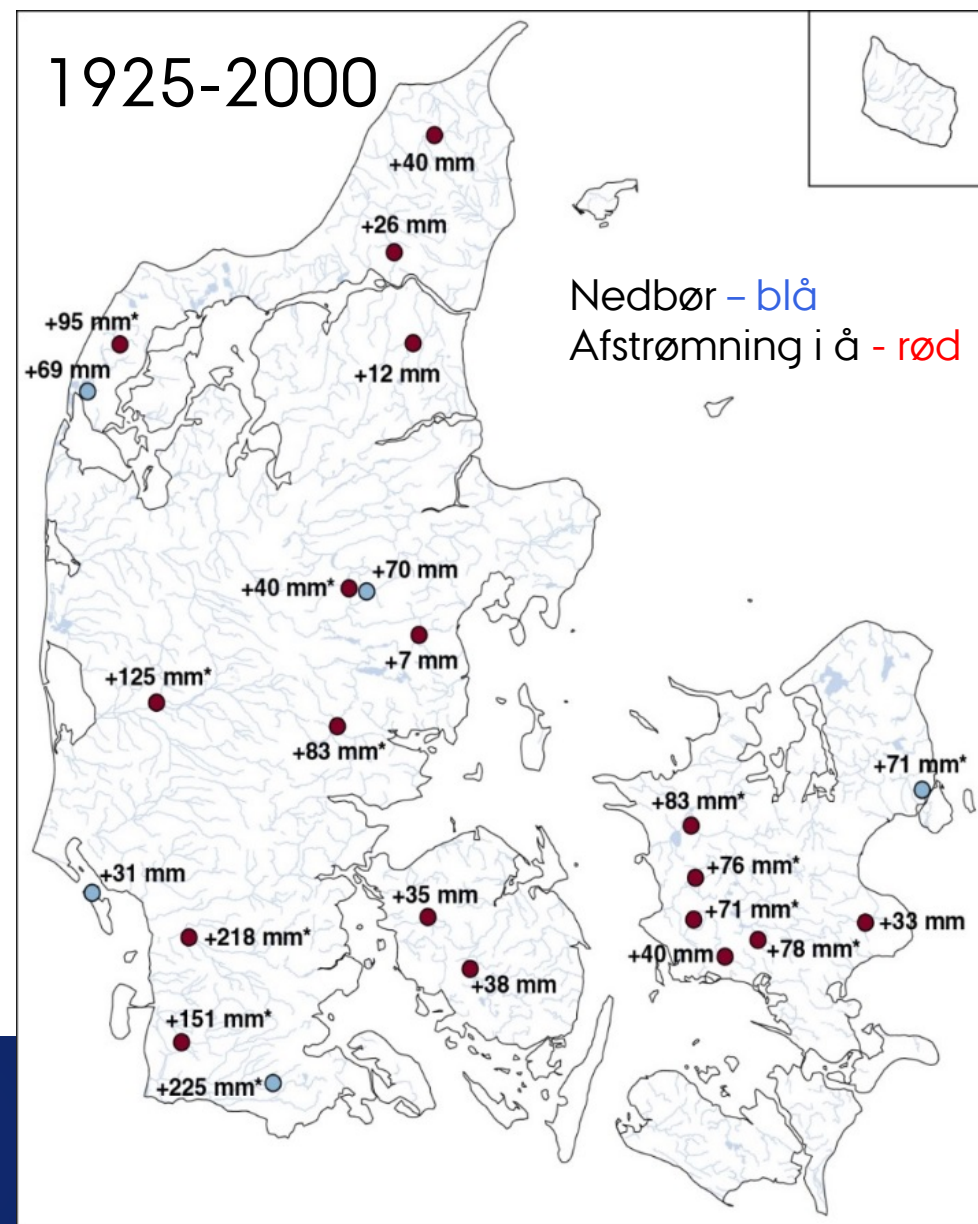 1925-2000
+40 mm
+26 mm
Nedbør – blå
Afstrømning i å - rød
+95 mm*
+69 mm
+12 mm
+40 mm*
+70 mm
+7 mm
+125 mm*
+83 mm*
+71 mm*
+83 mm*
+31 mm
+76 mm*
+35 mm
+71 mm*
+33 mm
+218 mm*
+78 mm*
+40 mm
+38 mm
+151 mm*
+225 mm*